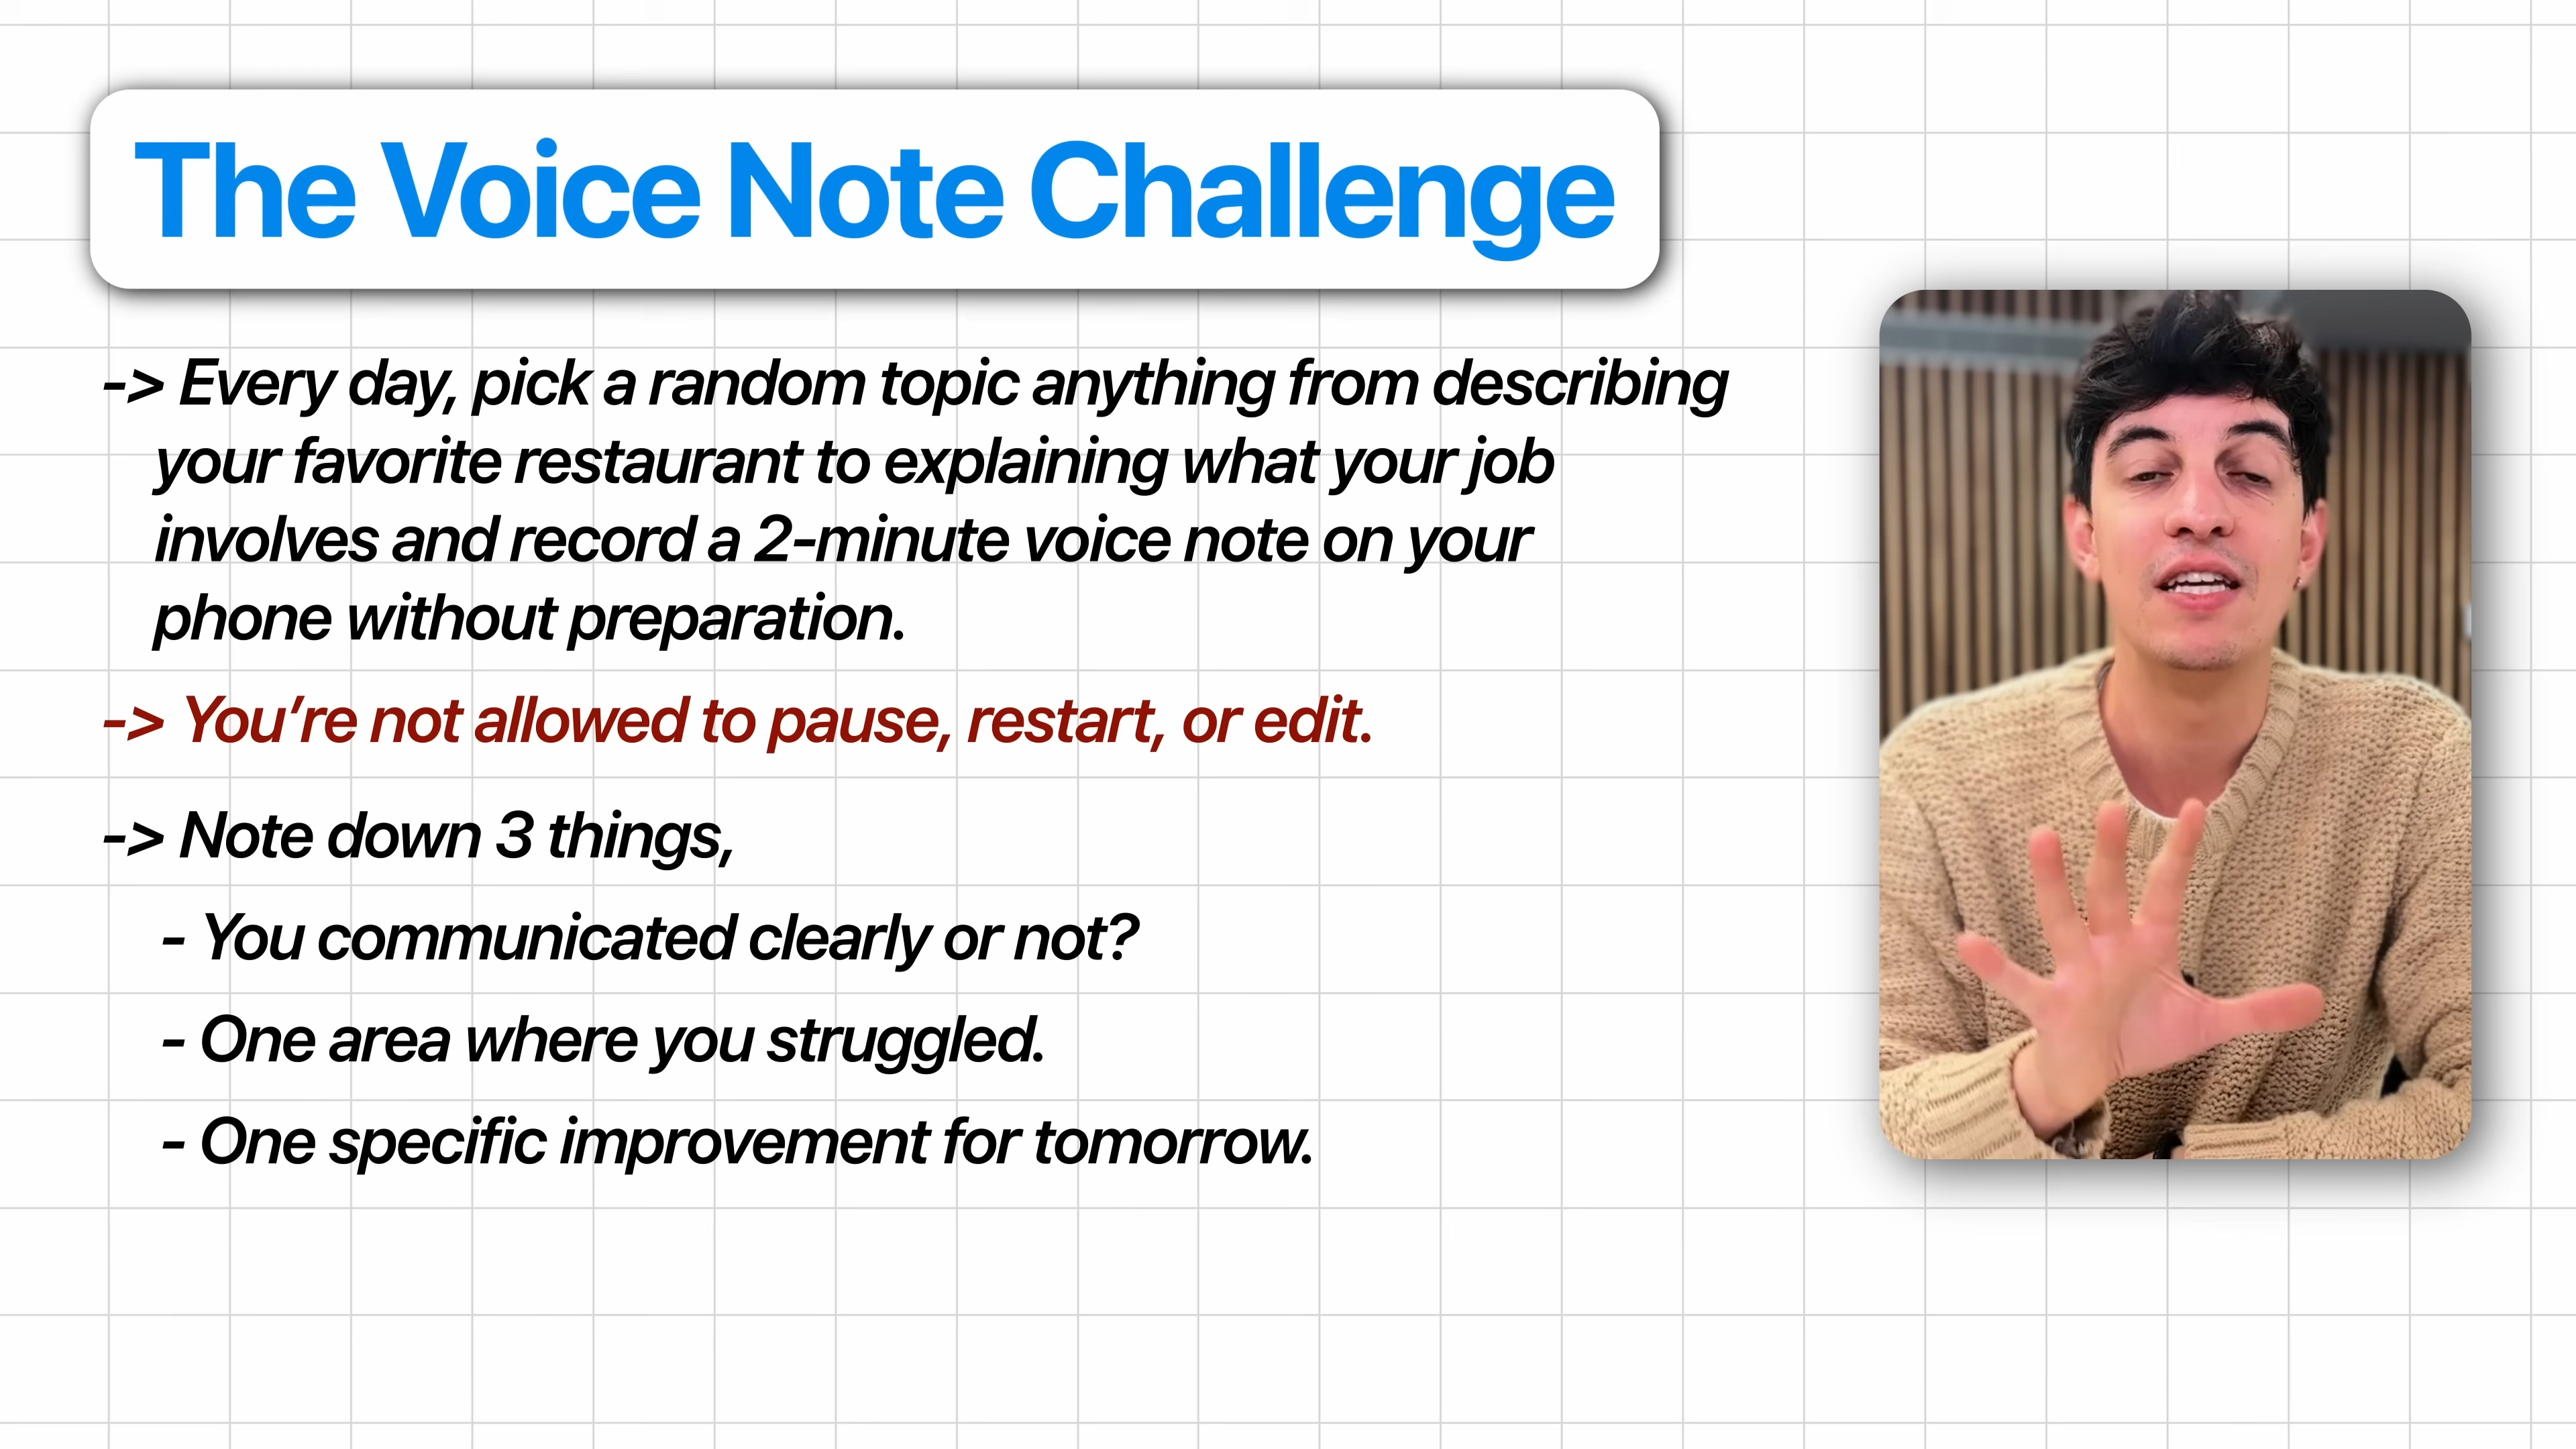 The Voice Note Challenge
-> Every day, pick a random topic anything from describing
your favorite restaurant to explaining what your job
involves and record a 2-minute voice note on your
phone without preparation.
-> You’re not allowed to pause, restart, or edit.
-> Note down 3 things,
- You communicated clearly or not?
- One area where you struggled.
- One specific improvement for tomorrow.